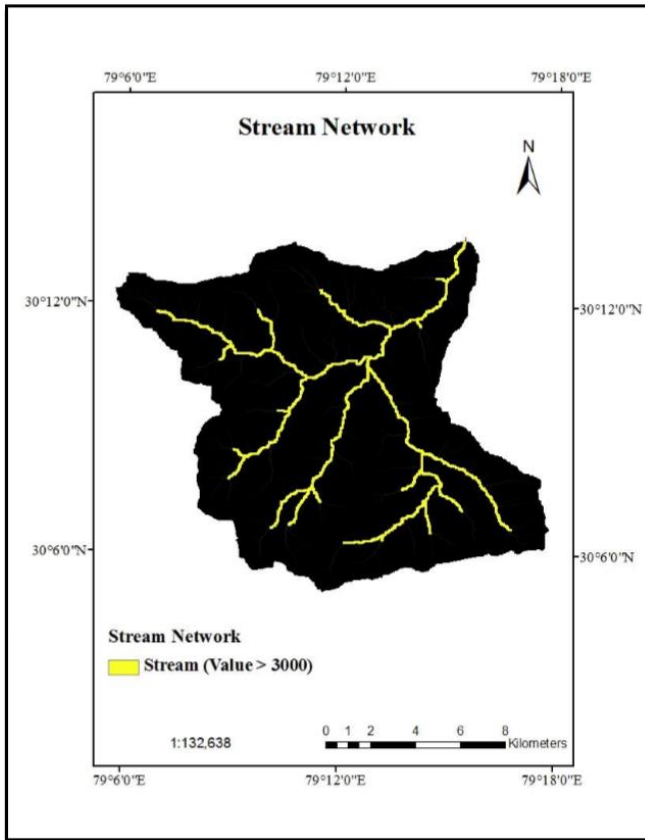 79°6'0"E 79°12'0"E 79°18'0"E
Stream Network
N
30°12'0"N 30°12'0"N
30°6'0"N 30°6'0"N
Stream Network
Stream (Value > 3000)
0 1 2 4 6 8
1:132,638 Kilometers
79°6'0"E 79°12'0"E 79°18'0"E